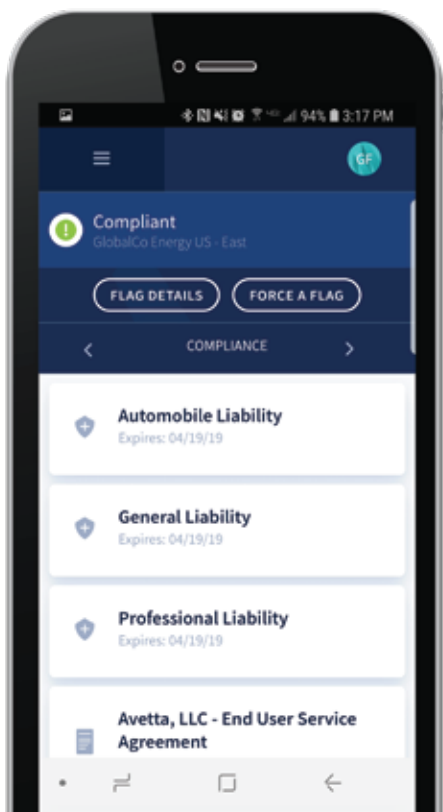 94% 3:17 PM
GF
Compliant
GlobalCo Energy US - East
FLAG DETAILS FORCE A FLAG
COMPLIANCE
Automobile Liability
Expires: 04/19/19
General Liability
Expires: 04/19/19
Professional Liability
Expires: 04/19/19
Avetta, LLC - End User Service
Agreement